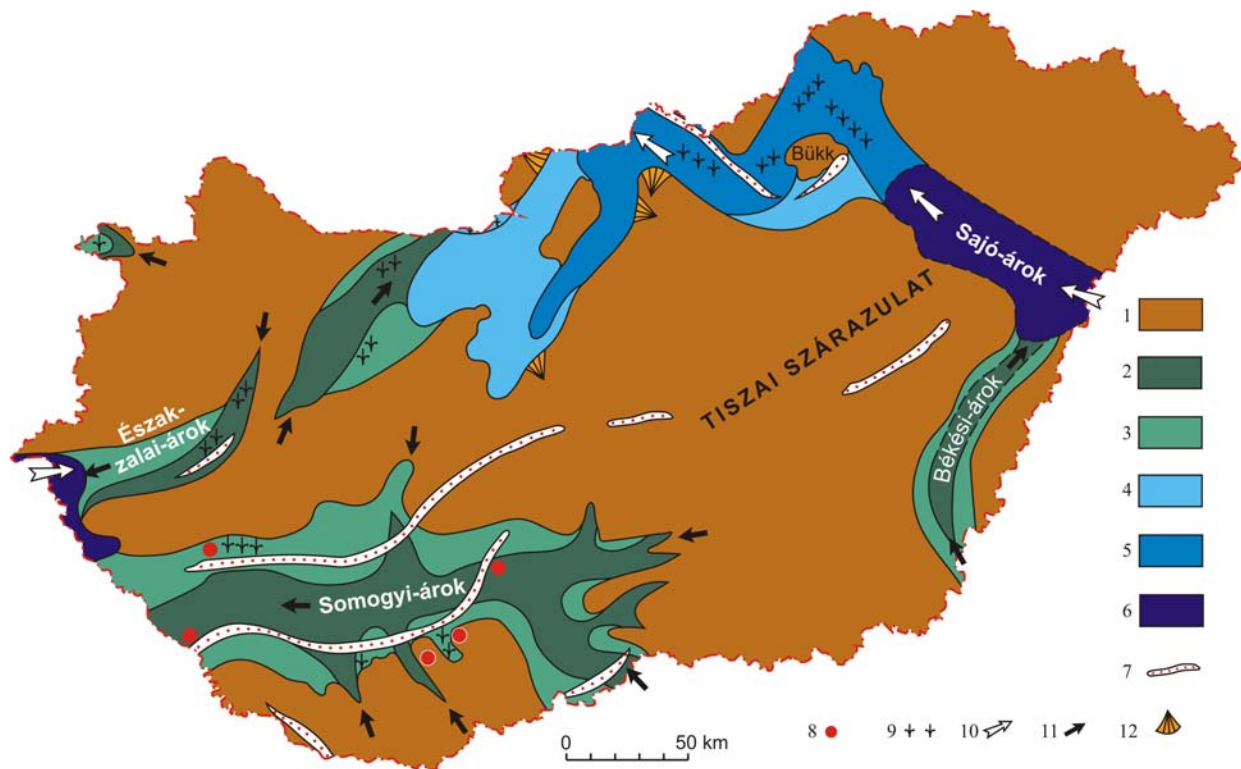 Bükk
Sajó-árok
TISZAI SZÁRAZULAT
Észak-
zalai-árok
Békési-árok
Somogyi-árok
1
2
3
4
5
6
7
8
9
10
11
12
0
50 km